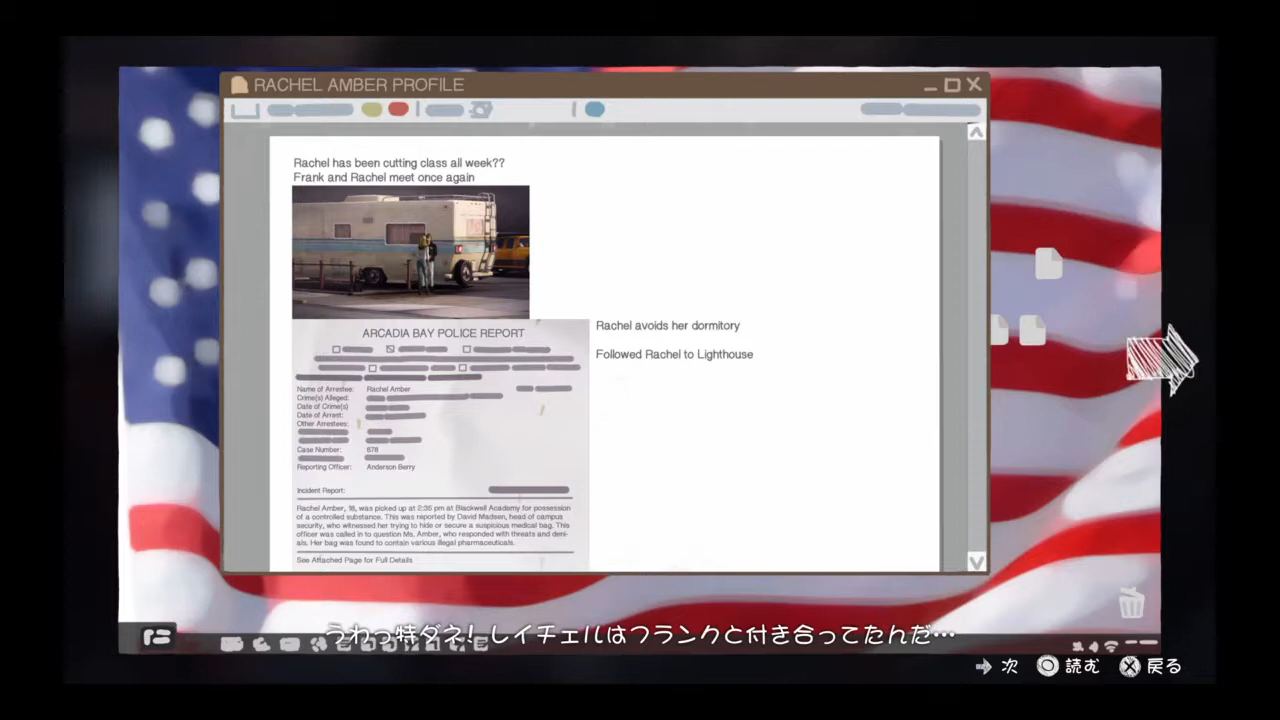 RACHEL AMBER PROFILE
Rachel has been cutting class all week??
Frank and Rachel meet once again
ARCADIA BAY POLICE REPORT
Name of Arrestee: Rachel Amber
Crime(s) Alleged:
Date of Crime(s)
Date of Arrest:
Other Arrestees:
Case Number: 678
Reporting Officer: Anderson Berry
Incident Report:
Rachel Amber, 18, was picked up at 2:35 pm at Blackwell Academy for possession
of a controlled substance. This was reported by David Madsen, head of campus
security, who witnessed her trying to hide or secure a suspicious medical bag. This
officer was called in to question Ms. Amber, who responded with threats and deni-
als. Her bag was found to contain various illegal pharmaceuticals.
See Attached Page for Full Details
Rachel avoids her dormitory
Followed Rachel to Lighthouse
うわっ特ダネ! レイチェルはフランクと付き合ってたんだ…
次 読む 戻る